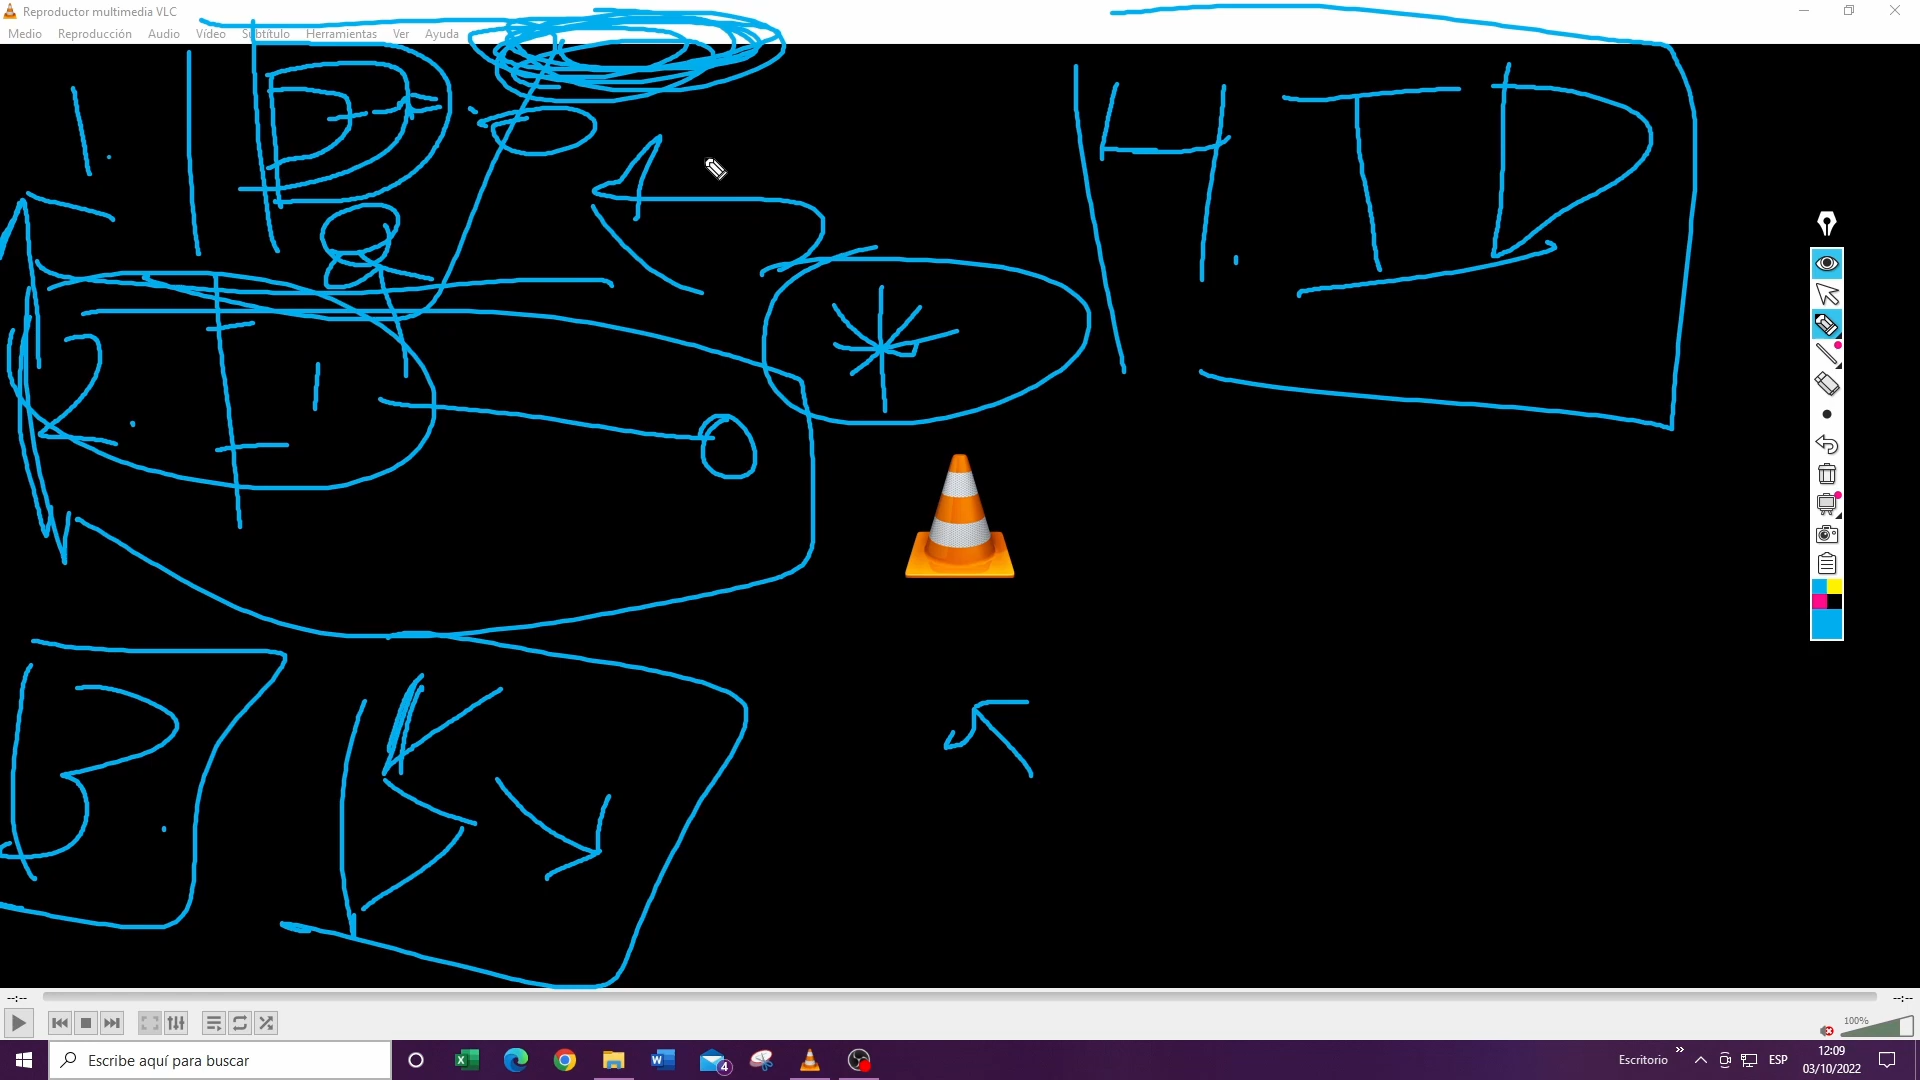 Reproductor multimedia VLC
Medio Reproducción Audio Vídeo Subtítulo Herramientas Ver Ayuda
1. D
4. TD
2. I
3. K
--:-- --:--
100%
Escribe aquí para buscar
4
Escritorio
ESP
12:09
03/10/2022